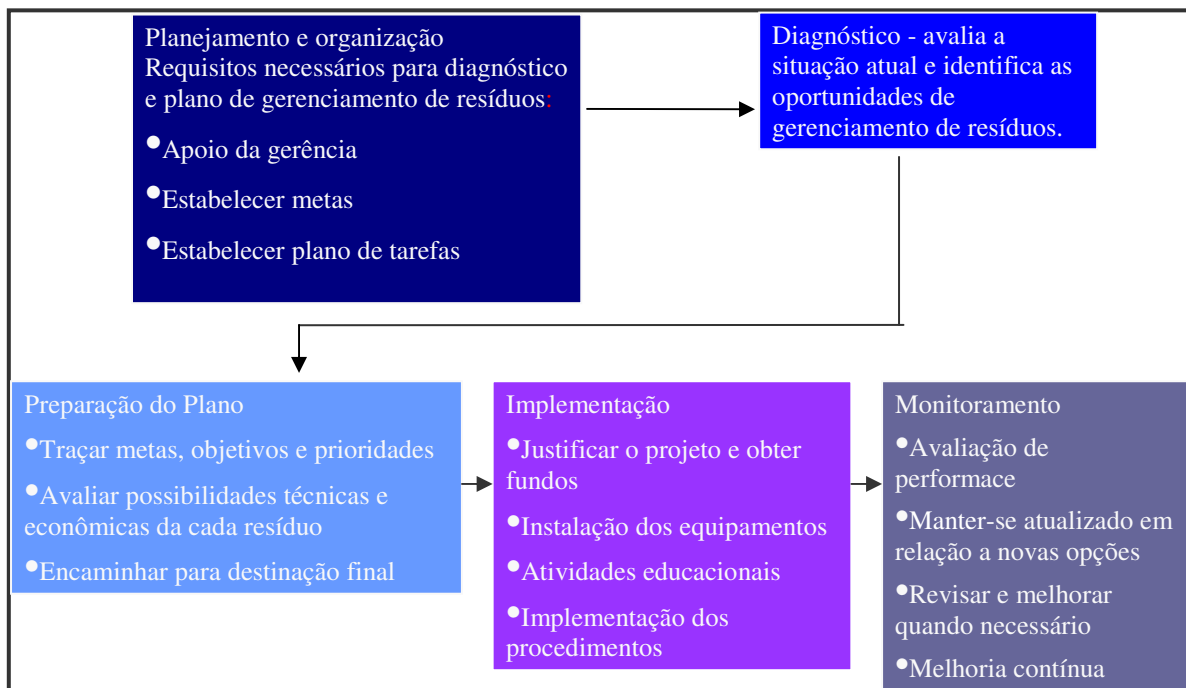 Planejamento e organização
Requisitos necessários para diagnóstico
e plano de gerenciamento de resíduos:
•Apoio da gerência
•Estabelecer metas
•Estabelecer plano de tarefas
Diagnóstico - avalia a
situação atual e identifica as
oportunidades de
gerenciamento de resíduos.
Preparação do Plano
•Traçar metas, objetivos e prioridades
•Avaliar possibilidades técnicas e
econômicas da cada resíduo
•Encaminhar para destinação final
Implementação
•Justificar o projeto e obter
fundos
•Instalação dos equipamentos
•Atividades educacionais
•Implementação dos
procedimentos
Monitoramento
•Avaliação de
performace
•Manter-se atualizado em
relação a novas opções
•Revisar e melhorar
quando necessário
•Melhoria contínua